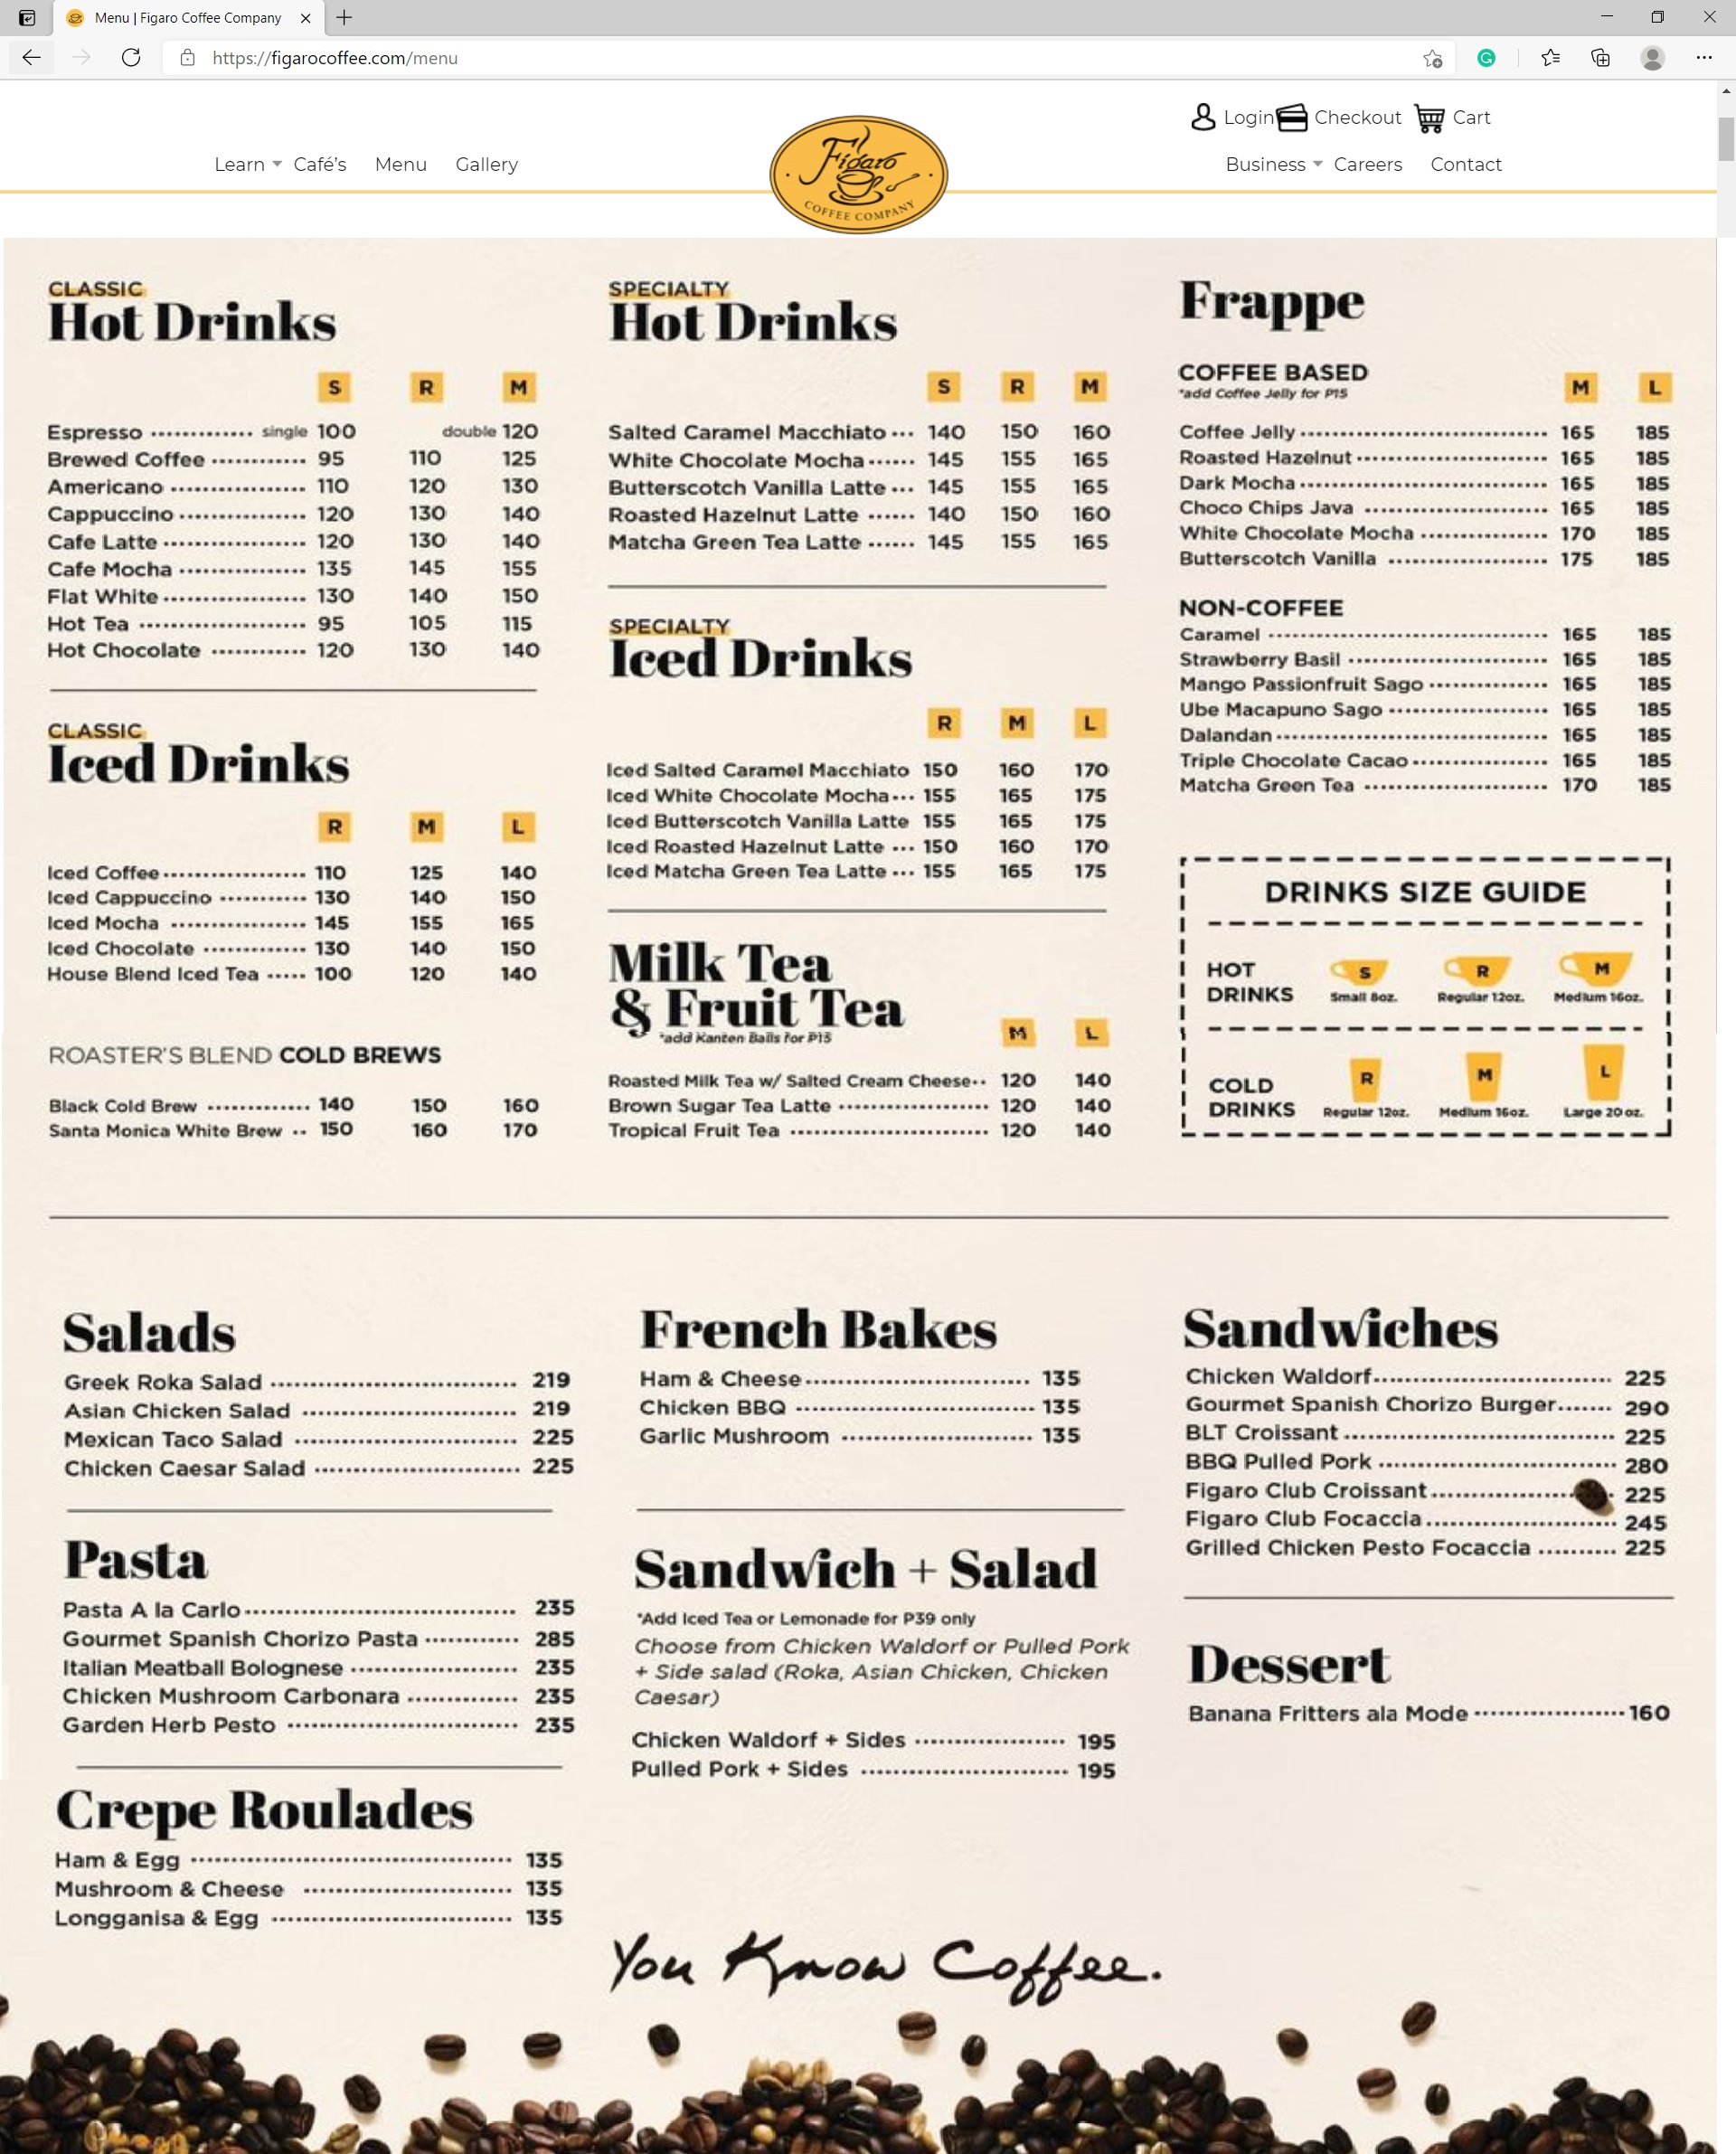 Menu | Figaro Coffee Company
https://figarocoffee.com/menu
Login Checkout Cart
Learn Café's Menu Gallery
Figaro
COFFEE COMPANY
Business Careers Contact
CLASSIC
Hot Drinks
S R M
Espresso ............. single 100 double 120
Brewed Coffee ............ 95 110 125
Americano ................. 110 120 130
Cappuccino ................ 120 130 140
Cafe Latte .................. 120 130 140
Cafe Mocha ................ 135 145 155
Flat White .................. 130 140 150
Hot Tea ..................... 95 105 115
Hot Chocolate ............ 120 130 140
CLASSIC
Iced Drinks
R M L
Iced Coffee .................. 110 125 140
Iced Cappuccino ........... 130 140 150
Iced Mocha ................. 145 155 165
Iced Chocolate ............. 130 140 150
House Blend Iced Tea ..... 100 120 140
ROASTER'S BLEND COLD BREWS
Black Cold Brew ............. 140 150 160
Santa Monica White Brew .. 150 160 170
SPECIALTY
Hot Drinks
S R M
Salted Caramel Macchiato ... 140 150 160
White Chocolate Mocha ...... 145 155 165
Butterscotch Vanilla Latte ... 145 155 165
Roasted Hazelnut Latte ...... 140 150 160
Matcha Green Tea Latte ...... 145 155 165
SPECIALTY
Iced Drinks
R M L
Iced Salted Caramel Macchiato 150 160 170
Iced White Chocolate Mocha ... 155 165 175
Iced Butterscotch Vanilla Latte 155 165 175
Iced Roasted Hazelnut Latte ... 150 160 170
Iced Matcha Green Tea Latte ... 155 165 175
Milk Tea
& Fruit Tea
*add Kanten Balls for P15
M L
Roasted Milk Tea w/ Salted Cream Cheese.. 120 140
Brown Sugar Tea Latte ................... 120 140
Tropical Fruit Tea ......................... 120 140
Frappe
COFFEE BASED
*add Coffee Jelly for P15
M L
Coffee Jelly ................................ 165 185
Roasted Hazelnut ........................ 165 185
Dark Mocha ................................ 165 185
Choco Chips Java ........................ 165 185
White Chocolate Mocha ................ 170 185
Butterscotch Vanilla .................... 175 185
NON-COFFEE
Caramel .................................... 165 185
Strawberry Basil ......................... 165 185
Mango Passionfruit Sago ............... 165 185
Ube Macapuno Sago .................... 165 185
Dalandan ................................... 165 185
Triple Chocolate Cacao ................. 165 185
Matcha Green Tea ....................... 170 185
DRINKS SIZE GUIDE
HOT
DRINKS
S R M
Small 8oz. Regular 12oz. Medium 16oz.
COLD
DRINKS
R M L
Regular 12oz. Medium 16oz. Large 20 oz.
Salads
Greek Roka Salad ................................ 219
Asian Chicken Salad ............................ 219
Mexican Taco Salad ............................. 225
Chicken Caesar Salad ........................... 225
Pasta
Pasta A la Carlo ................................... 235
Gourmet Spanish Chorizo Pasta ............ 285
Italian Meatball Bolognese ..................... 235
Chicken Mushroom Carbonara .............. 235
Garden Herb Pesto .............................. 235
Crepe Roulades
Ham & Egg ........................................ 135
Mushroom & Cheese ........................... 135
Longganisa & Egg ............................... 135
French Bakes
Ham & Cheese ............................. 135
Chicken BBQ ............................... 135
Garlic Mushroom ......................... 135
Sandwich + Salad
*Add Iced Tea or Lemonade for P39 only
Choose from Chicken Waldorf or Pulled Pork
+ Side salad (Roka, Asian Chicken, Chicken
Caesar)
Chicken Waldorf + Sides .................... 195
Pulled Pork + Sides ........................... 195
Sandwiches
Chicken Waldorf ............................... 225
Gourmet Spanish Chorizo Burger ....... 290
BLT Croissant ................................... 225
BBQ Pulled Pork ............................... 280
Figaro Club Croissant ........................ 225
Figaro Club Focaccia ......................... 245
Grilled Chicken Pesto Focaccia .......... 225
Dessert
Banana Fritters ala Mode ................... 160
You Know Coffee.